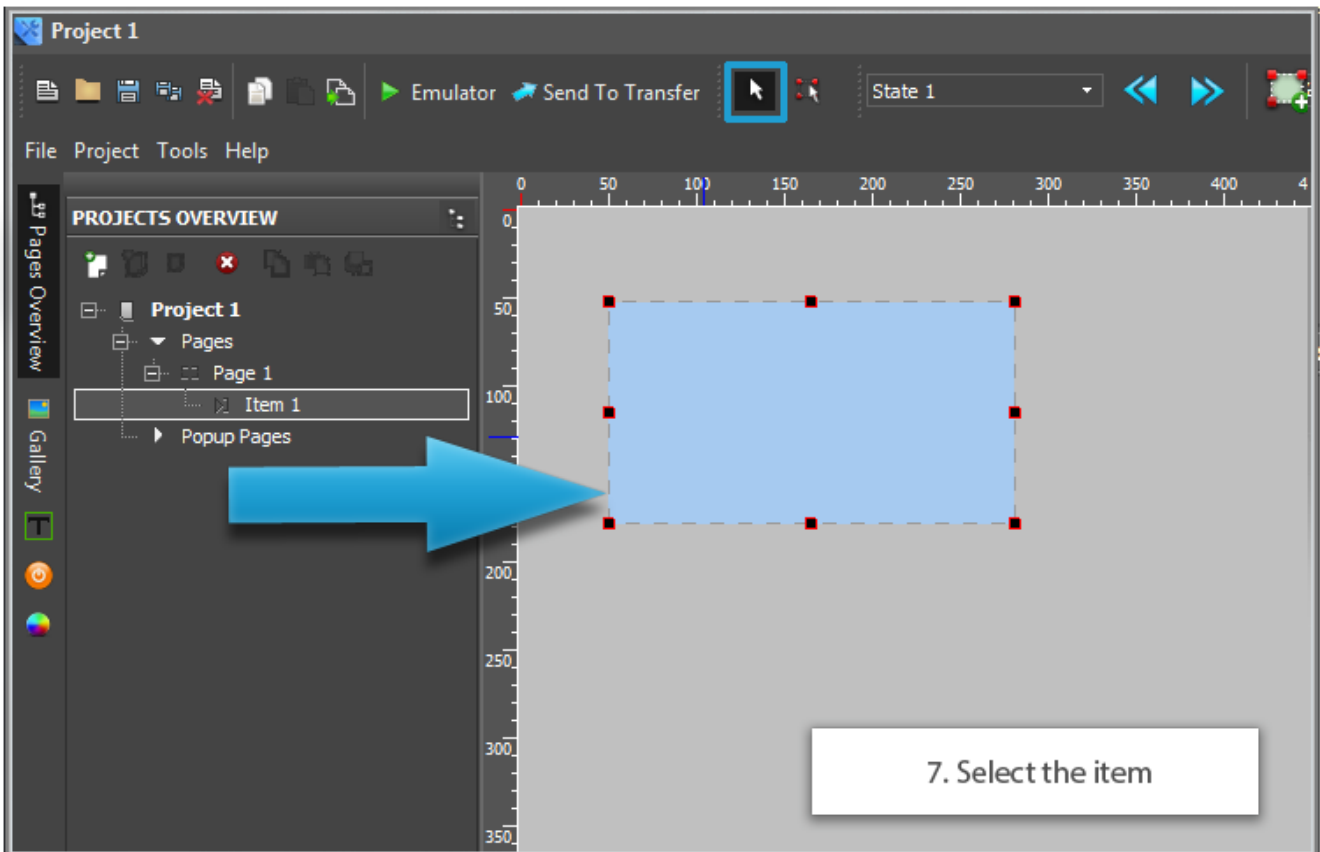 Project 1
Emulator Send To Transfer State 1
File Project Tools Help
0 50 100 150 200 250 300 350 400 4
Pages Overview
Gallery
PROJECTS OVERVIEW
Project 1
Pages
Page 1
Item 1
Popup Pages
0
50
100
200
250
300
350
T
7. Select the item